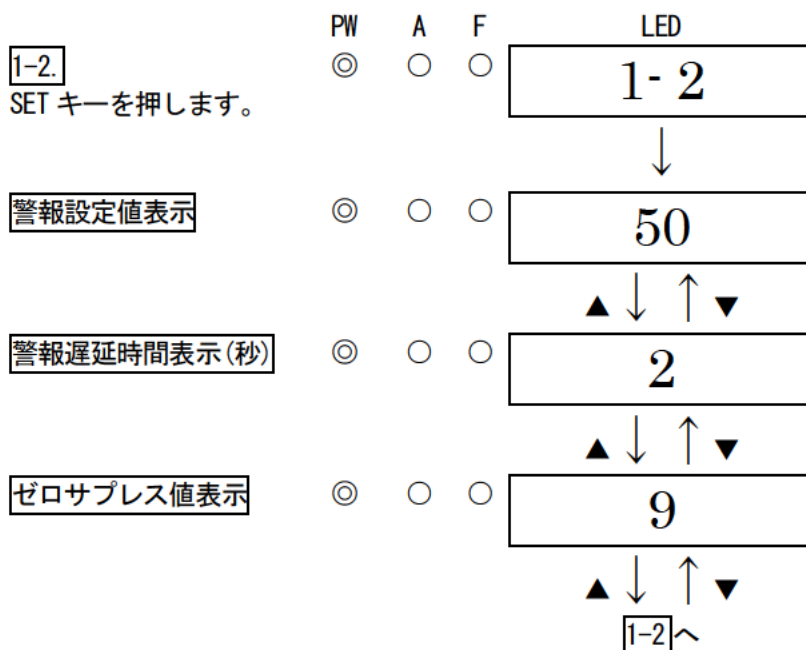 PW A F LED
1-2. ◎ ○ ○ 1- 2
SET キーを押します。
↓
警報設定値表示 ◎ ○ ○ 50
▲ ↓ ↑ ▼
警報遅延時間表示(秒) ◎ ○ ○ 2
▲ ↓ ↑ ▼
ゼロサプレス値表示 ◎ ○ ○ 9
▲ ↓ ↑ ▼
1-2へ